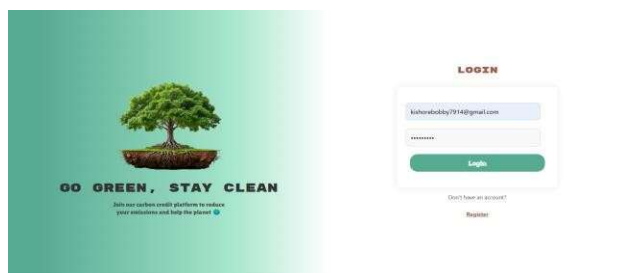 GO GREEN, STAY CLEAN
Join our carbon credit platform to reduce
your emissions and help the planet 🌍
LOGIN
kishorebobby7914@gmail.com
•••••••••
Login
Don't have an account?
Register